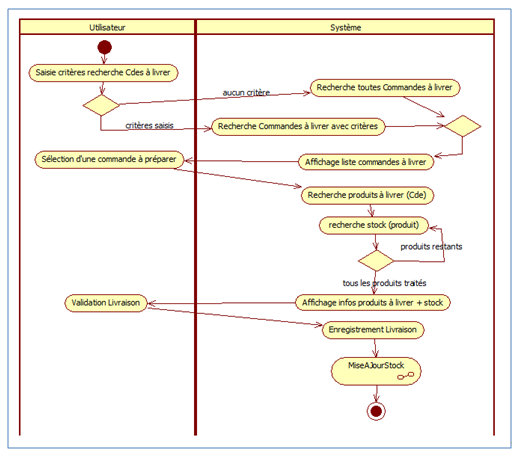 Utilisateur
Système
Saisie critères recherche Cdes à livrer
aucun critère
Recherche toutes Commandes à livrer
critères saisis
Recherche Commandes à livrer avec critères
Sélection d'une commande à préparer
Affichage liste commandes à livrer
Recherche produits à livrer (Cde)
recherche stock (produit)
produits restants
tous les produits traités
Validation Livraison
Affichage infos produits à livrer + stock
Enregistrement Livraison
MiseAJourStock